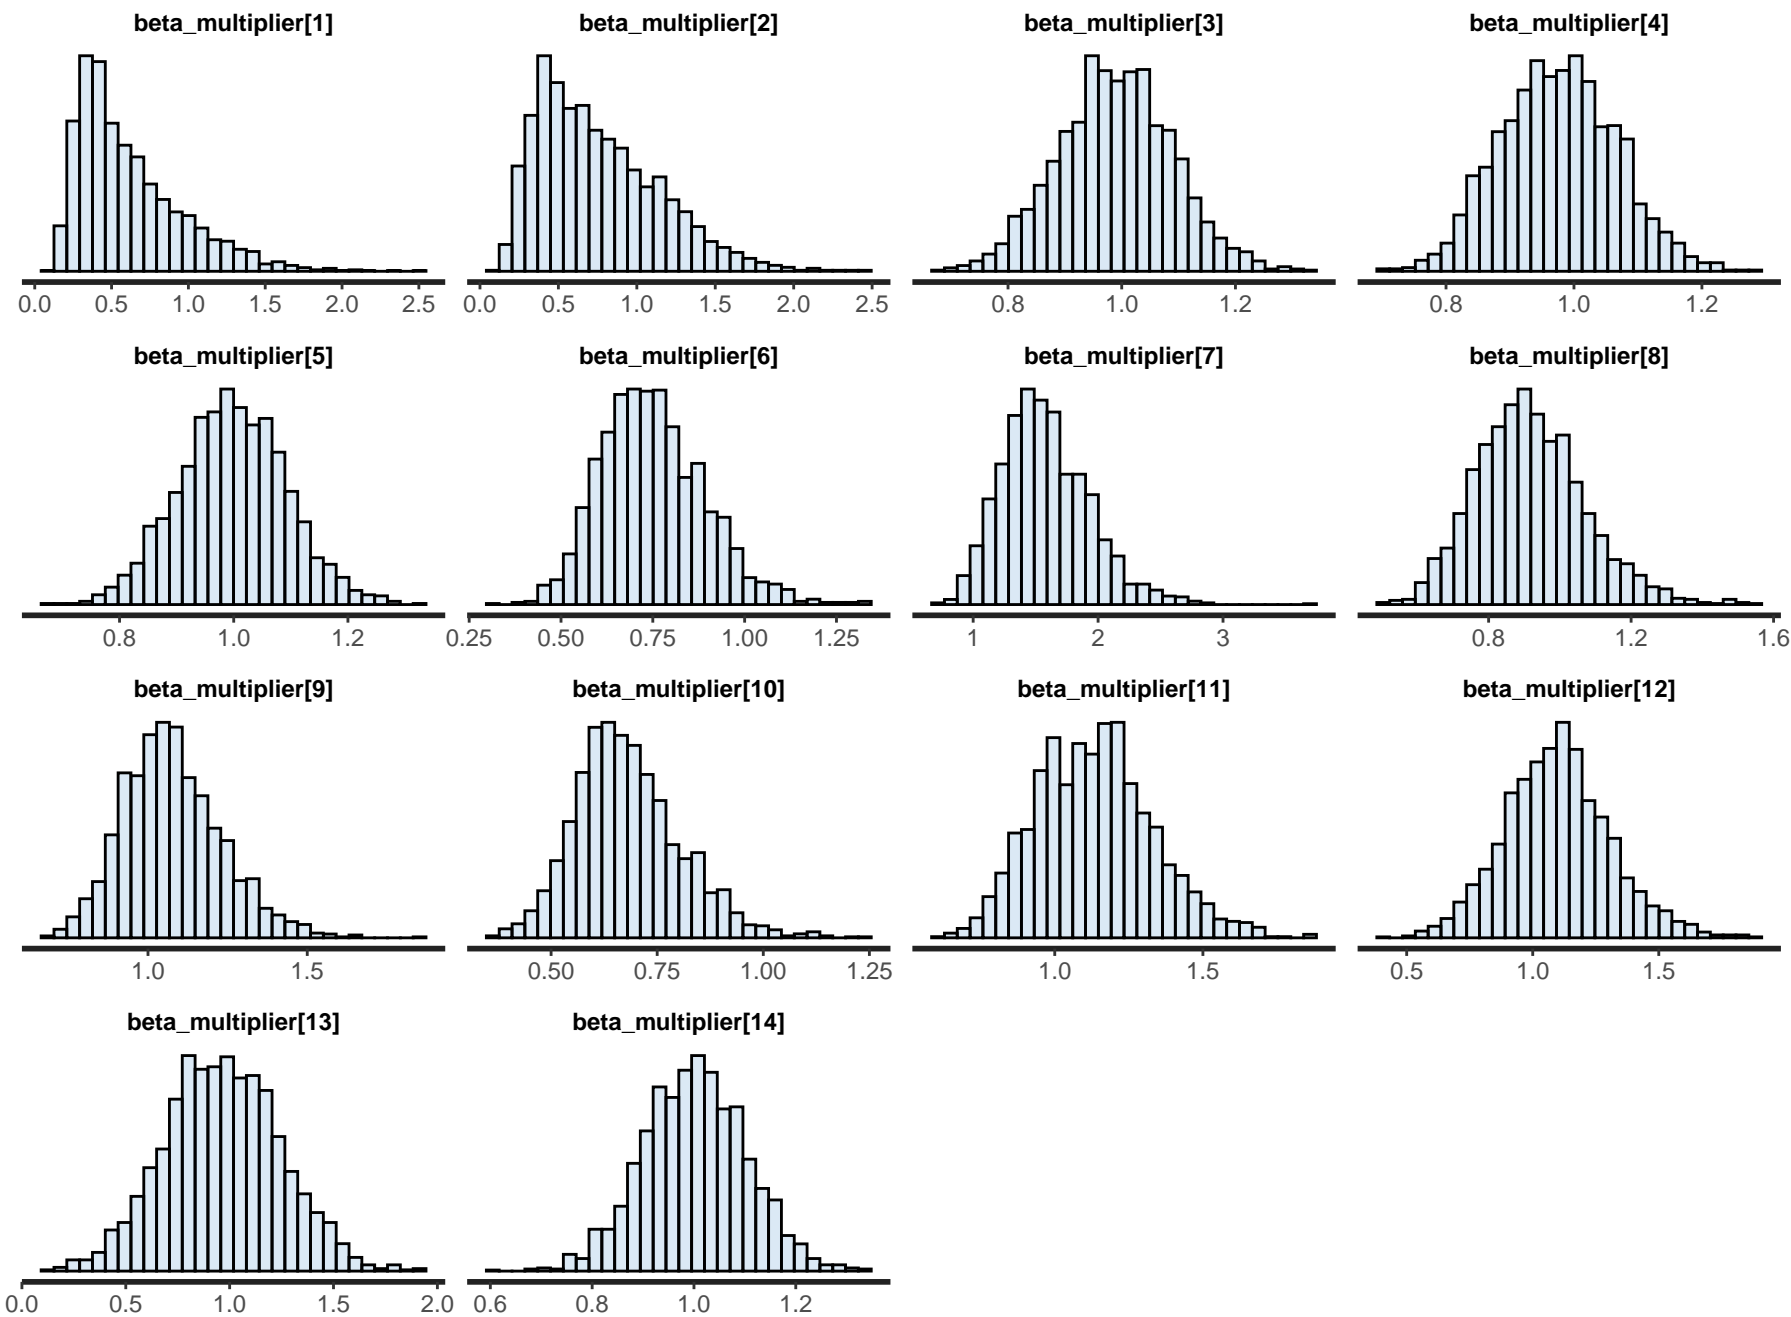 beta_multiplier[1] beta_multiplier[2] beta_multiplier[3] beta_multiplier[4]
0.0 0.5 1.0 1.5 2.0 2.5 0.0 0.5 1.0 1.5 2.0 2.5 0.8 1.0 1.2 0.8 1.0 1.2
beta_multiplier[5] beta_multiplier[6] beta_multiplier[7] beta_multiplier[8]
0.8 1.0 1.2 0.25 0.50 0.75 1.00 1.25 1 2 3 0.8 1.2 1.6
beta_multiplier[9] beta_multiplier[10] beta_multiplier[11] beta_multiplier[12]
1.0 1.5 0.50 0.75 1.00 1.25 1.0 1.5 0.5 1.0 1.5
beta_multiplier[13] beta_multiplier[14]
0.0 0.5 1.0 1.5 2.0 0.6 0.8 1.0 1.2